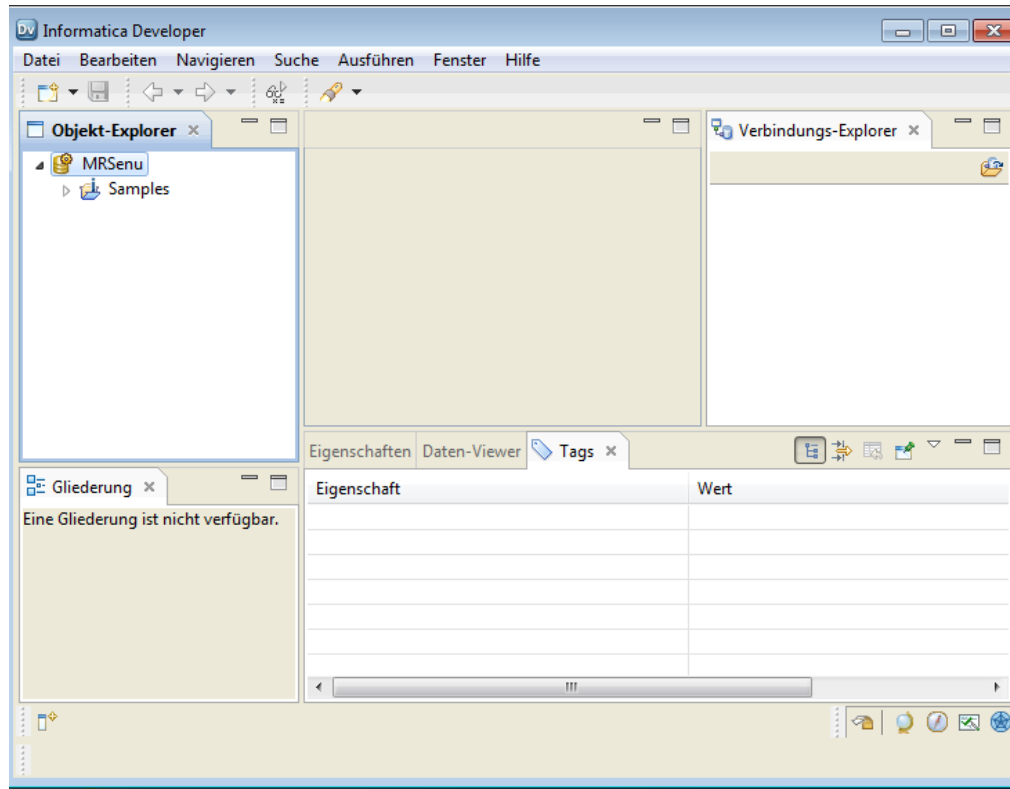 Dv Informatica Developer
Datei Bearbeiten Navigieren Suche Ausführen Fenster Hilfe
Objekt-Explorer
MRSenu
Samples
Verbindungs-Explorer
Gliederung
Eine Gliederung ist nicht verfügbar.
Eigenschaften Daten-Viewer Tags
Eigenschaft Wert